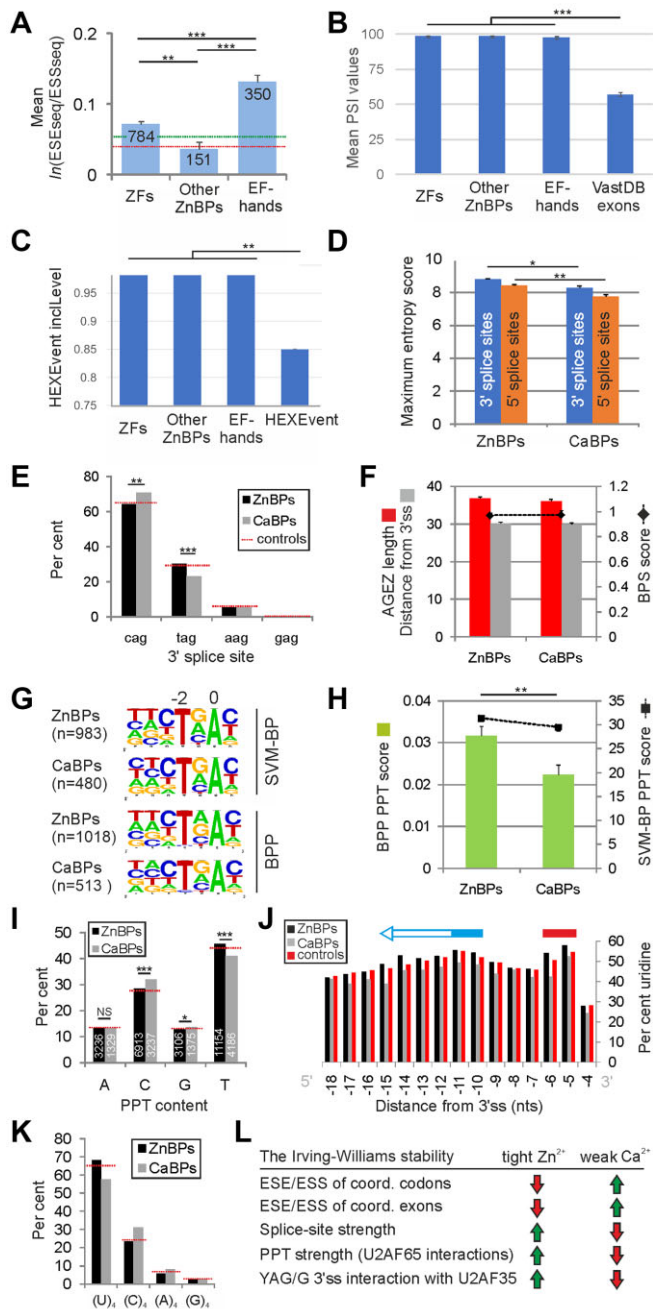 A
B
Mean
ln(ESEseq/ESSseq)
0.2
0.1
0
***
**
***
784
151
350
ZFs
Other
ZnBPs
EF-
hands
Mean PSI values
100
75
50
25
0
***
ZFs
Other
ZnBPs
EF-
hands
VastDB
exons
C
D
HEXEvent inclLevel
0.95
0.9
0.85
0.8
0.75
**
ZFs
Other
ZnBPs
EF-
hands
HEXEvent
Maximum entropy score
10
8
6
4
2
0
*
**
3' splice sites
5' splice sites
3' splice sites
5' splice sites
ZnBPs
CaBPs
E
F
Per cent
80
60
40
20
0
**
***
ZnBPs
CaBPs
controls
cag
tag
aag
gag
3' splice site
AGEZ length
Distance from 3'ss
40
30
20
10
0
1.2
1
0.8
0.6
0.4
0.2
0
BPS score
ZnBPs
CaBPs
G
H
-2
0
ZnBPs
(n=983)
CaBPs
(n=480)
SVM-BP
ZnBPs
(n=1018)
CaBPs
(n=513)
BPP
BPP PPT score
0.04
0.03
0.02
0.01
0
**
35
30
25
20
15
10
5
0
SVM-BP PPT score
ZnBPs
CaBPs
I
J
Per cent
50
40
30
20
10
0
ZnBPs
CaBPs
NS
***
*
***
3236
1329
6913
3237
3106
1375
11154
4186
A
C
G
T
PPT content
ZnBPs
CaBPs
controls
60
50
40
30
20
10
0
Per cent uridine
5'
-18
-17
-16
-15
-14
-13
-12
-11
-10
-9
-8
-7
-6
-5
-4
3'
Distance from 3'ss (nts)
K
L
Per cent
80
70
60
50
40
30
20
10
0
ZnBPs
CaBPs
(U)4
(C)4
(A)4
(G)4
The Irving-Williams stability tight Zn2+ weak Ca2+
ESE/ESS of coord. codons
ESE/ESS of coord. exons
Splice-site strength
PPT strength (U2AF65 interactions)
YAG/G 3'ss interaction with U2AF35